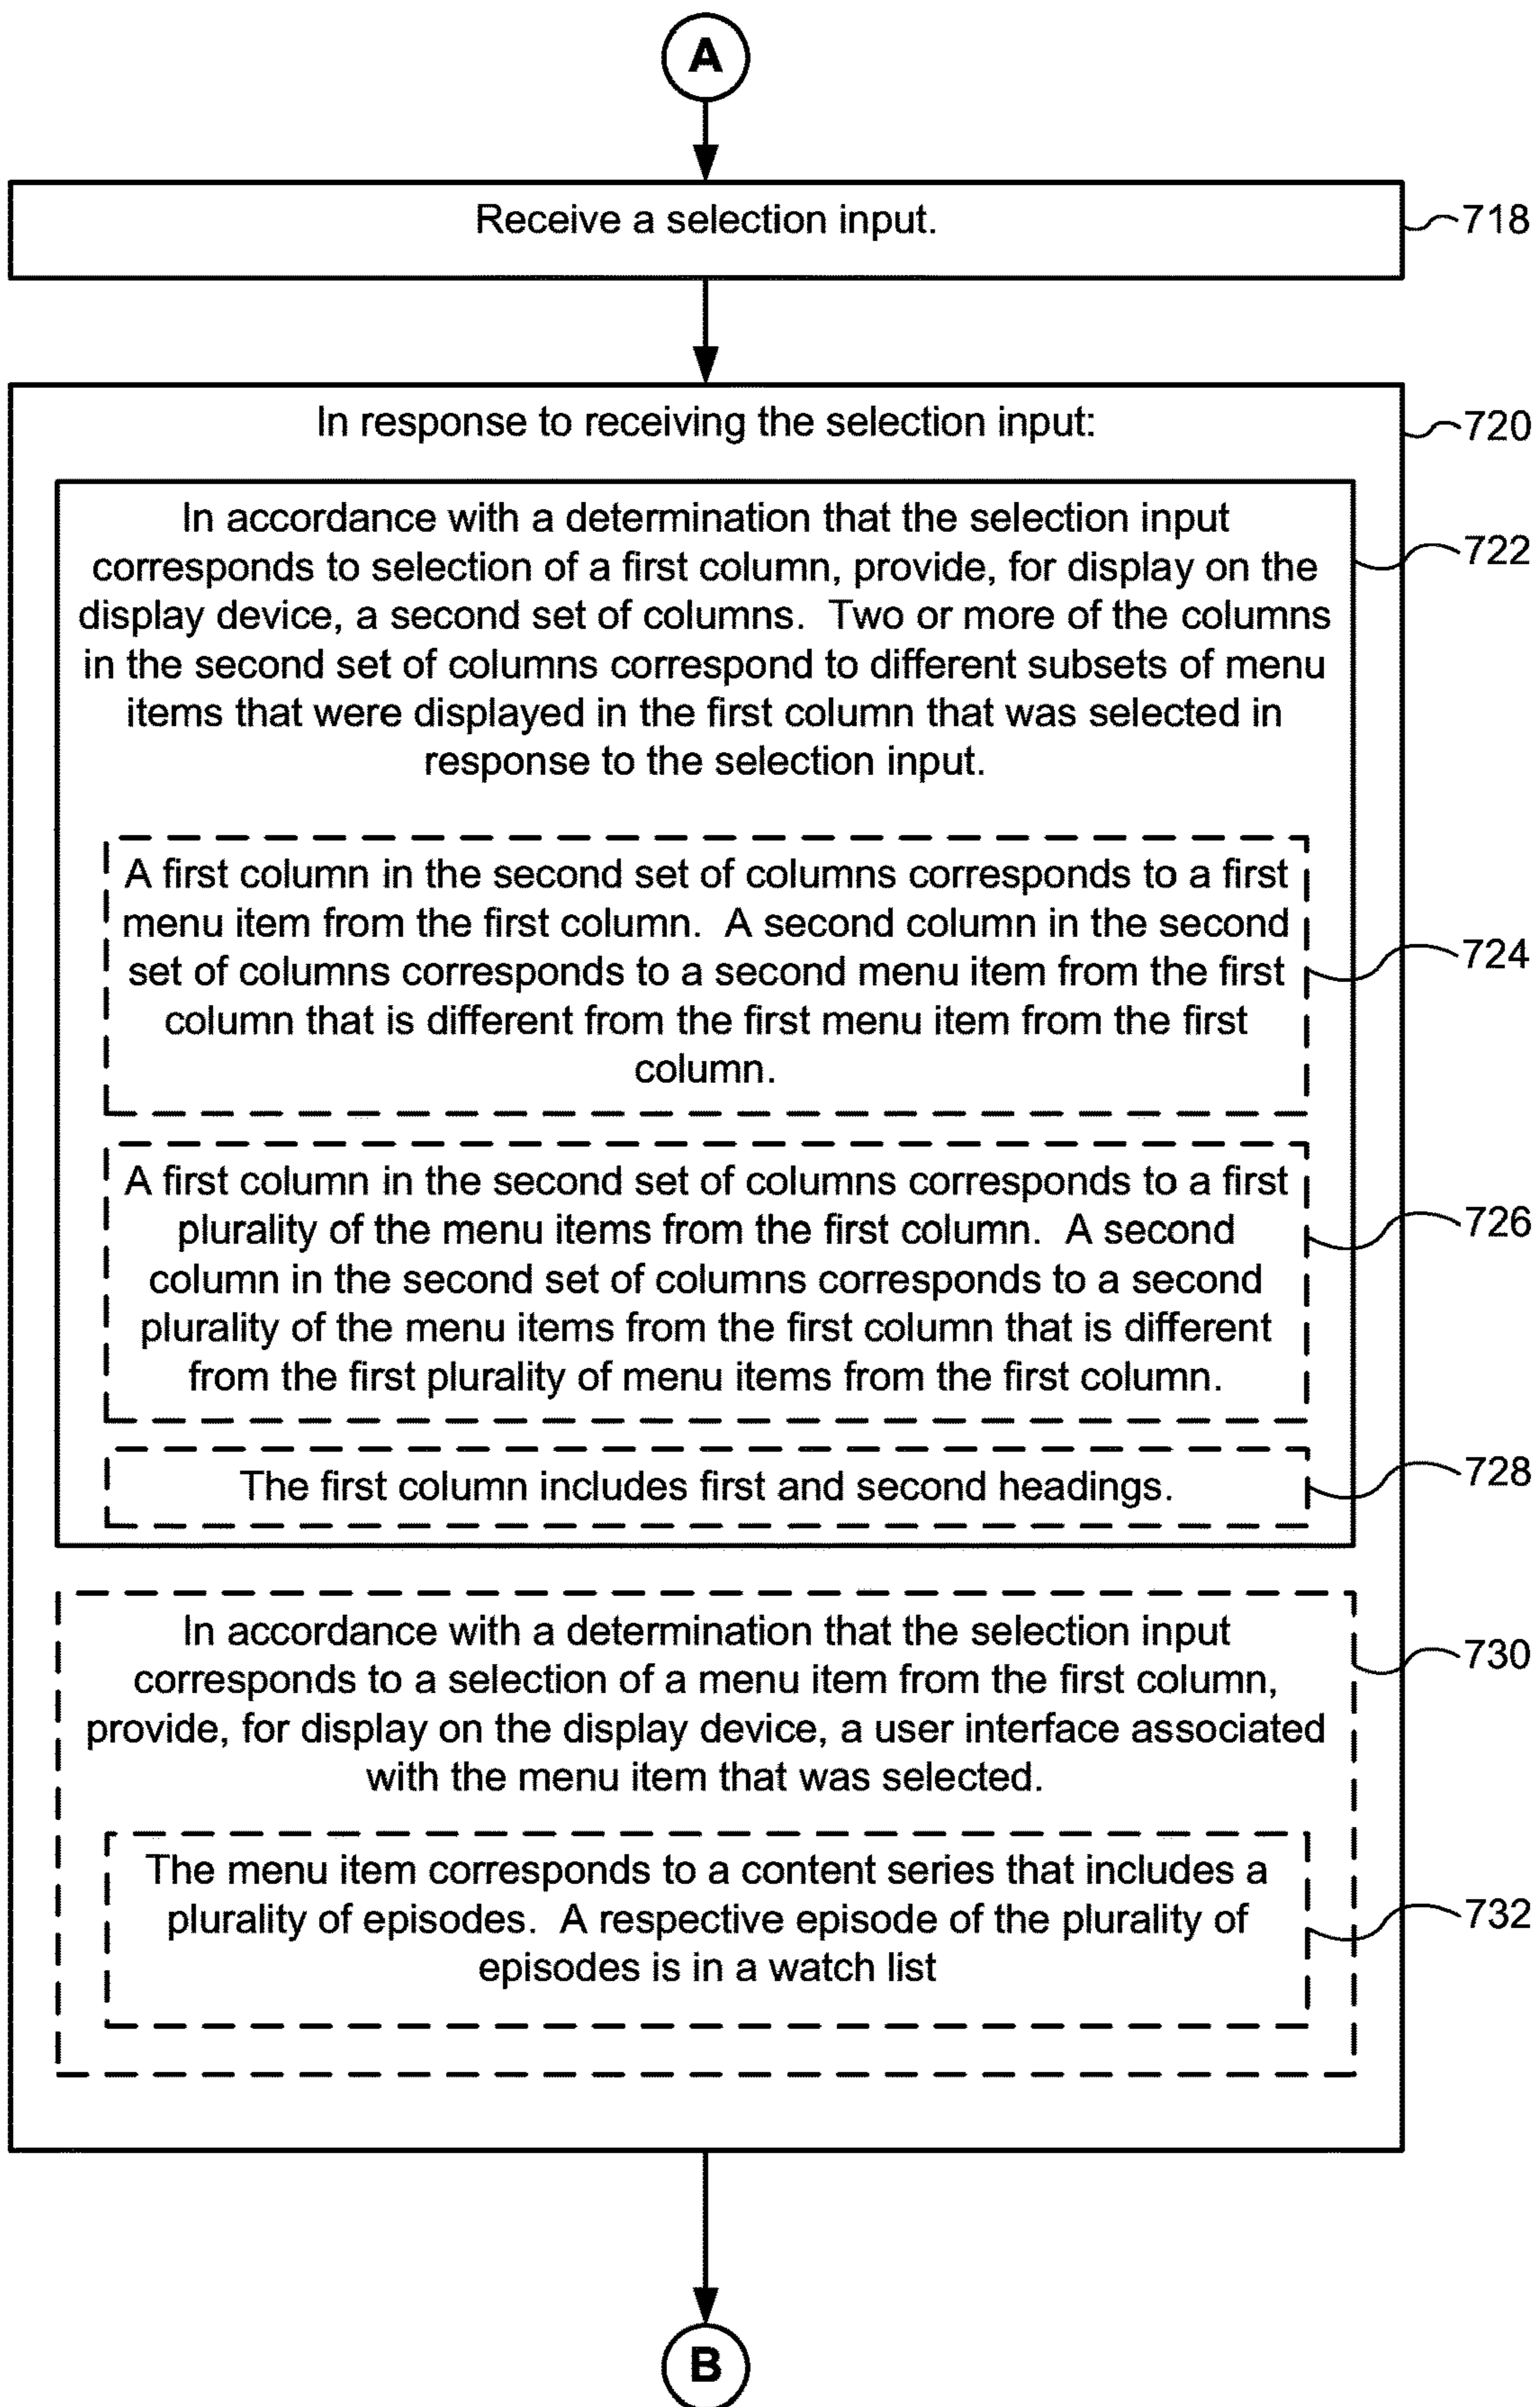 A
Receive a selection input.
718
In response to receiving the selection input:
720
In accordance with a determination that the selection input
corresponds to selection of a first column, provide, for display on the
display device, a second set of columns.  Two or more of the columns
in the second set of columns correspond to different subsets of menu
items that were displayed in the first column that was selected in
response to the selection input.
722
A first column in the second set of columns corresponds to a first
menu item from the first column.  A second column in the second
set of columns corresponds to a second menu item from the first
column that is different from the first menu item from the first
column.
724
A first column in the second set of columns corresponds to a first
plurality of the menu items from the first column.  A second
column in the second set of columns corresponds to a second
plurality of the menu items from the first column that is different
from the first plurality of menu items from the first column.
726
The first column includes first and second headings.
728
In accordance with a determination that the selection input
corresponds to a selection of a menu item from the first column,
provide, for display on the display device, a user interface associated
with the menu item that was selected.
730
The menu item corresponds to a content series that includes a
plurality of episodes.  A respective episode of the plurality of
episodes is in a watch list
732
B